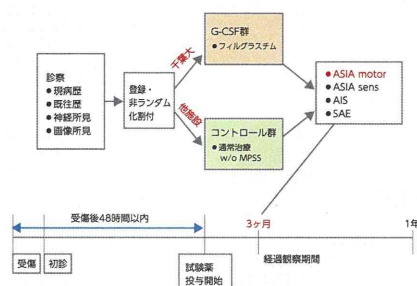 診察
●現病歴
●既往歴
●神経所見
●画像所見
登録・
非ランダム
化割付
千葉大
他施設
G-CSF群
●フィルグラスチム
コントロール群
●通常治療
w/o MPSS
●ASIA motor
●ASIA sens
●AIS
●SAE
受傷後48時間以内
3ヶ月
1年
受傷
初診
試験薬
投与開始
経過観察期間